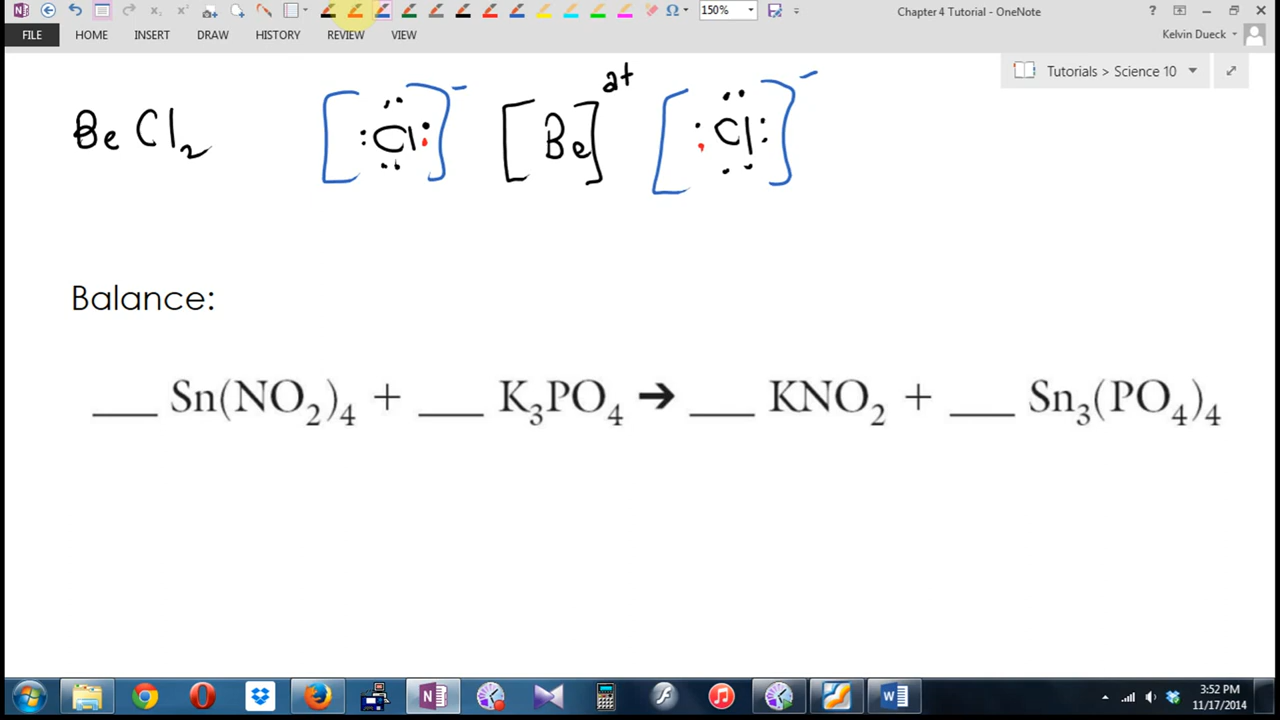 150%
Chapter 4 Tutorial - OneNote
FILE HOME INSERT DRAW HISTORY REVIEW VIEW
Kelvin Dueck
Tutorials > Science 10
BeCl₂ [:Cl:]⁻ [Be]²⁺ [:Cl:]⁻
Balance:
___ Sn(NO₂)₄ + ___ K₃PO₄ ➔ ___ KNO₂ + ___ Sn₃(PO₄)₄
3:52 PM
11/17/2014